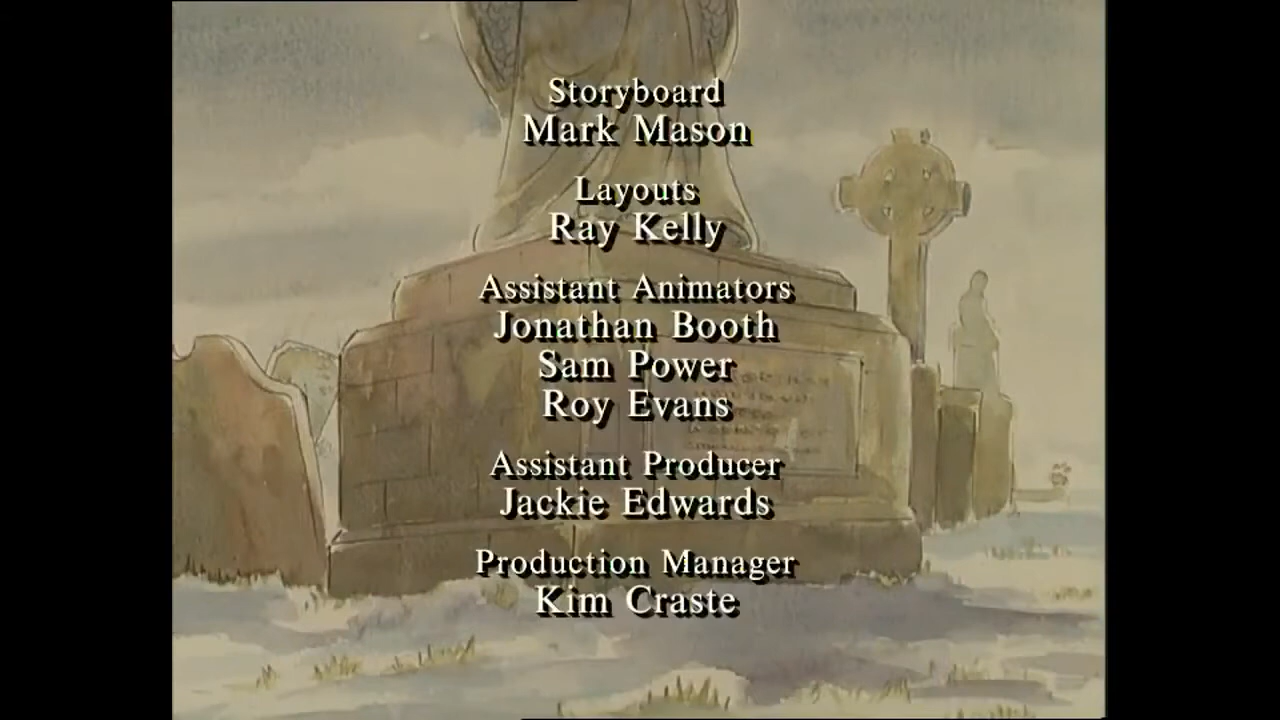 Storyboard
Mark Mason
Layouts
Ray Kelly
Assistant Animators
Jonathan Booth
Sam Power
Roy Evans
Assistant Producer
Jackie Edwards
Production Manager
Kim Craste